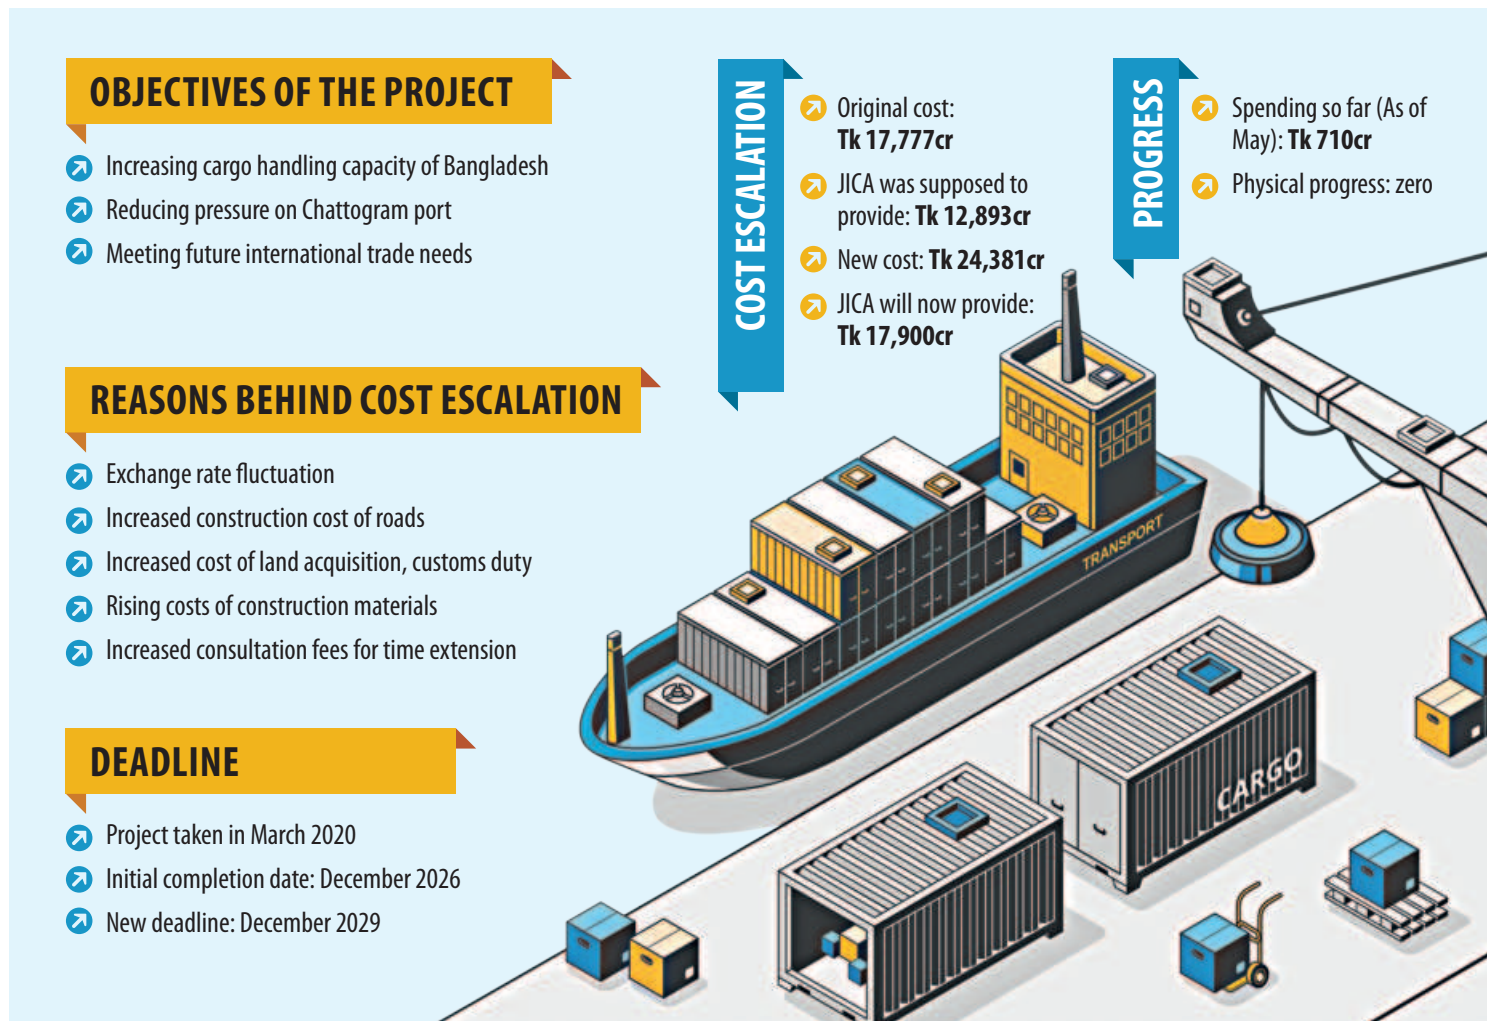 OBJECTIVES OF THE PROJECT
Increasing cargo handling capacity of Bangladesh
Reducing pressure on Chattogram port
Meeting future international trade needs
REASONS BEHIND COST ESCALATION
Exchange rate fluctuation
Increased construction cost of roads
Increased cost of land acquisition, customs duty
Rising costs of construction materials
Increased consultation fees for time extension
DEADLINE
Project taken in March 2020
Initial completion date: December 2026
New deadline: December 2029
COST ESCALATION
Original cost:
Tk 17,777cr
JICA was supposed to
provide: Tk 12,893cr
New cost: Tk 24,381cr
JICA will now provide:
Tk 17,900cr
PROGRESS
Spending so far (As of
May): Tk 710cr
Physical progress: zero
TRANSPORT
CARGO